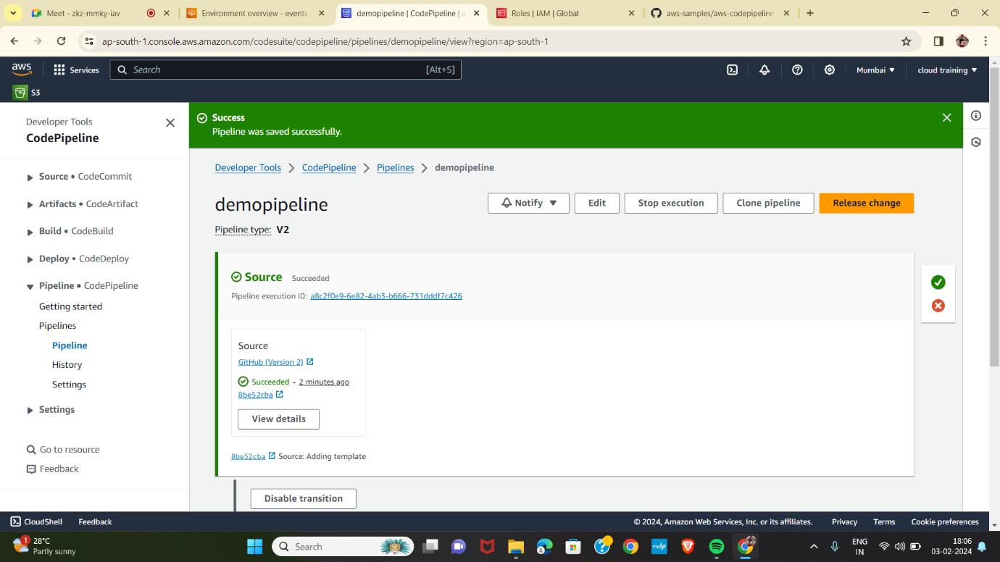 Meet - zkz-mmky-iav
Environment overview - events
demopipeline | CodePipeline | a
Roles | IAM | Global
aws-samples/aws-codepipeline
ap-south-1.console.aws.amazon.com/codesuite/codepipeline/pipelines/demopipeline/view?region=ap-south-1
aws
Services
Search
[Alt+S]
Mumbai
cloud training
S3
Developer Tools
CodePipeline
Source • CodeCommit
Artifacts • CodeArtifact
Build • CodeBuild
Deploy • CodeDeploy
Pipeline • CodePipeline
Getting started
Pipelines
Pipeline
History
Settings
Settings
Go to resource
Feedback
Success
Pipeline was saved successfully.
Developer Tools
CodePipeline
Pipelines
demopipeline
demopipeline
Notify
Edit
Stop execution
Clone pipeline
Release change
Pipeline type: V2
Source Succeeded
Pipeline execution ID: a8c2f0e9-6e82-4ab3-b666-731dddf7c426
Source
GitHub (Version 2)
Succeeded - 2 minutes ago
8be52cba
View details
8be52cba Source: Adding template
Disable transition
CloudShell
Feedback
© 2024, Amazon Web Services, Inc. or its affiliates.
Privacy
Terms
Cookie preferences
1
28°C
Partly sunny
Search
ENG
IN
18:06
03-02-2024